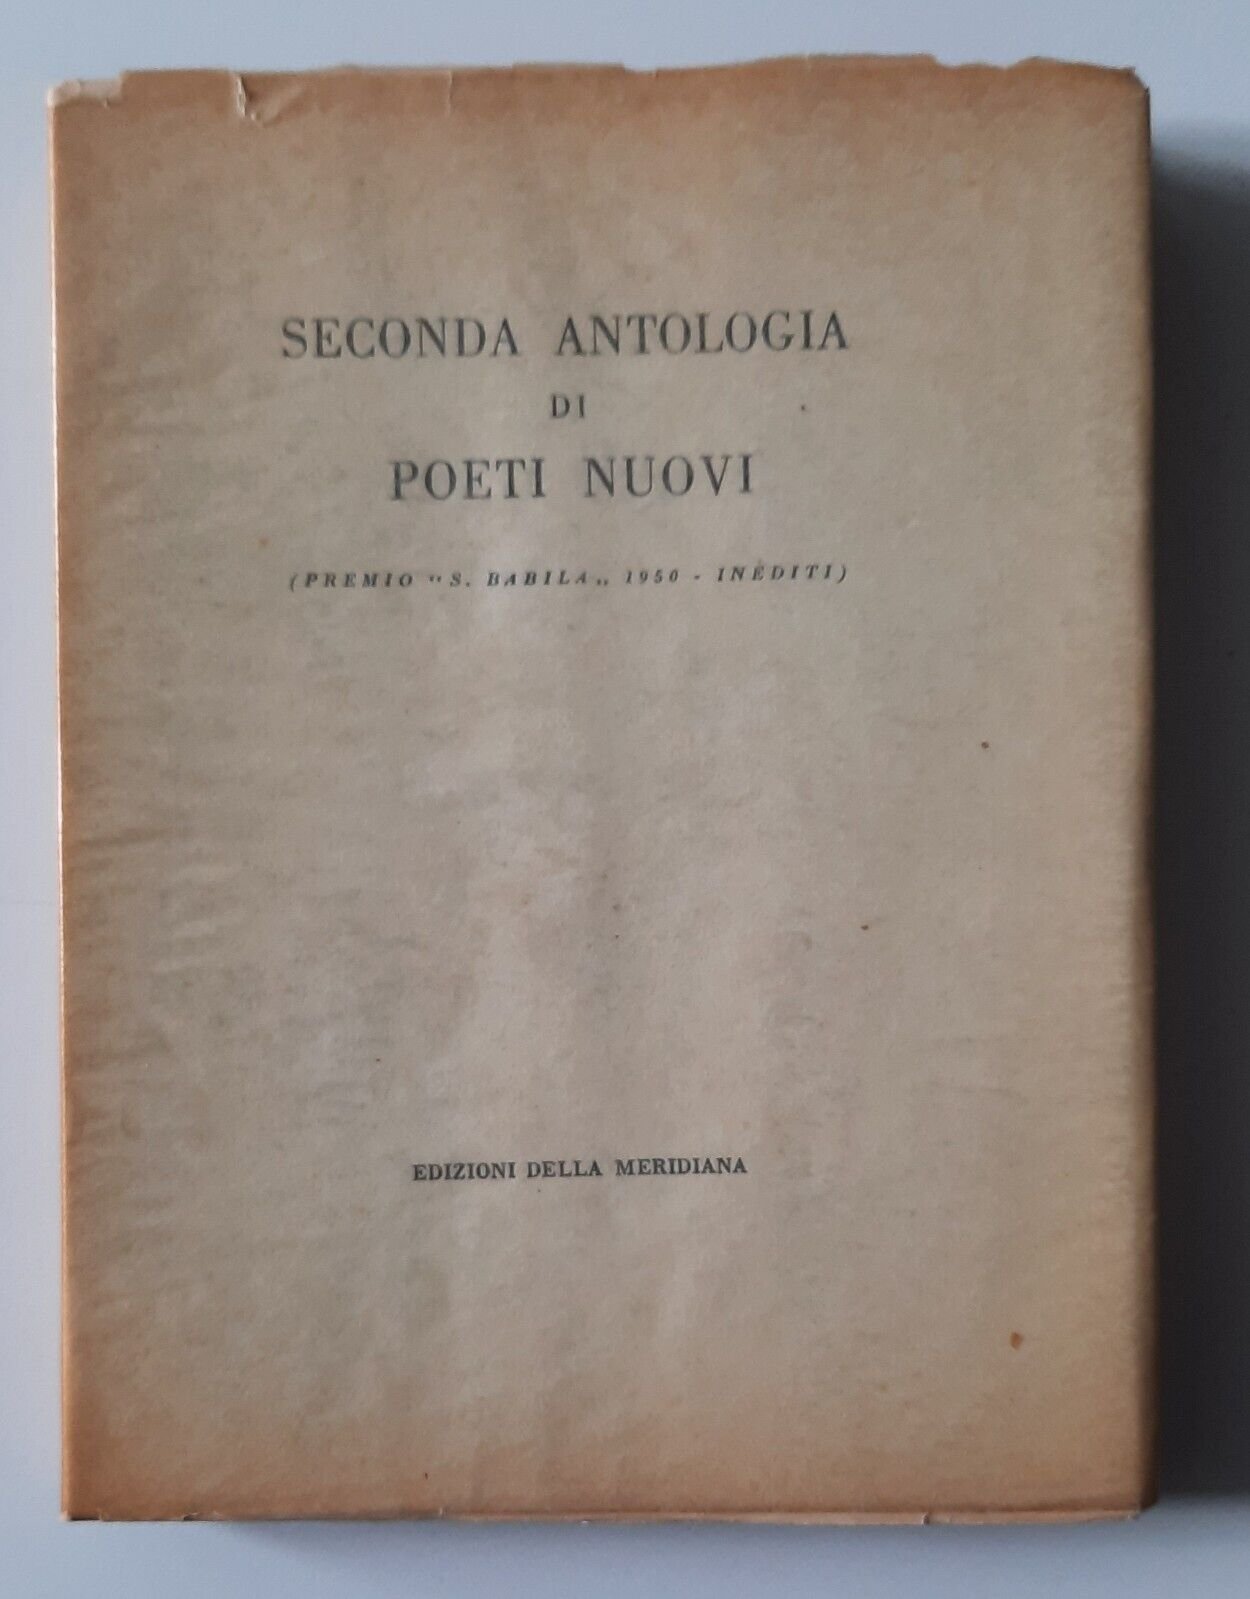 SECONDA ANTOLOGIA
DI
POETI NUOVI
(PREMIO "S. BABILA„ 1950 - INEDITI)
EDIZIONI DELLA MERIDIANA